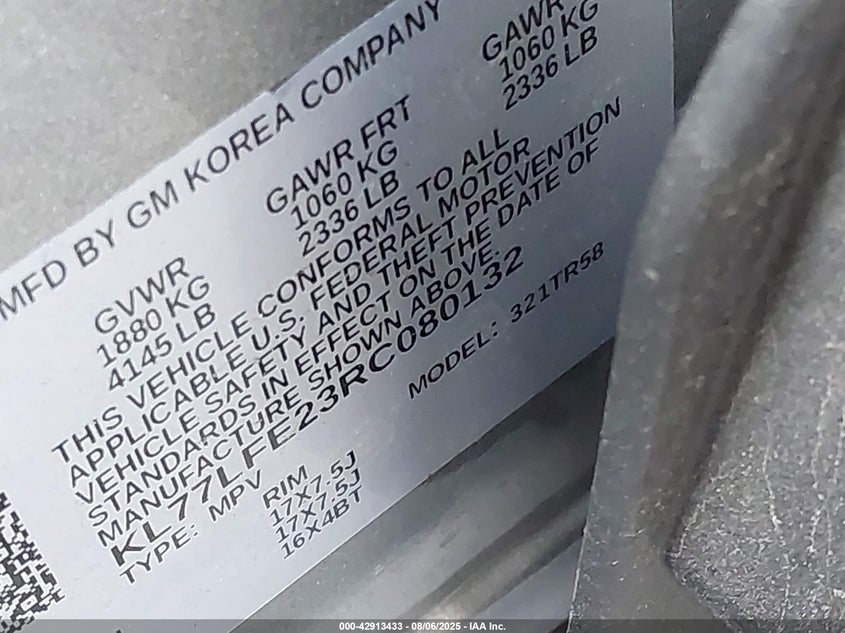 MFD BY GM KOREA COMPANY
GVWR GAWR FRT GAWR
1880 KG 1060 KG 1060 KG
4145 LB 2336 LB 2336 LB
THIS VEHICLE CONFORMS TO ALL
APPLICABLE U.S. FEDERAL MOTOR
VEHICLE SAFETY AND THEFT PREVENTION
STANDARDS IN EFFECT ON THE DATE OF
MANUFACTURE SHOWN ABOVE.
KL77LFE23RC080132
TYPE: MPV MODEL: 321TR58
RIM
17X7.5J
17X7.5J
16X4BT
000-42913433 - 08/06/2025 - IAA Inc.